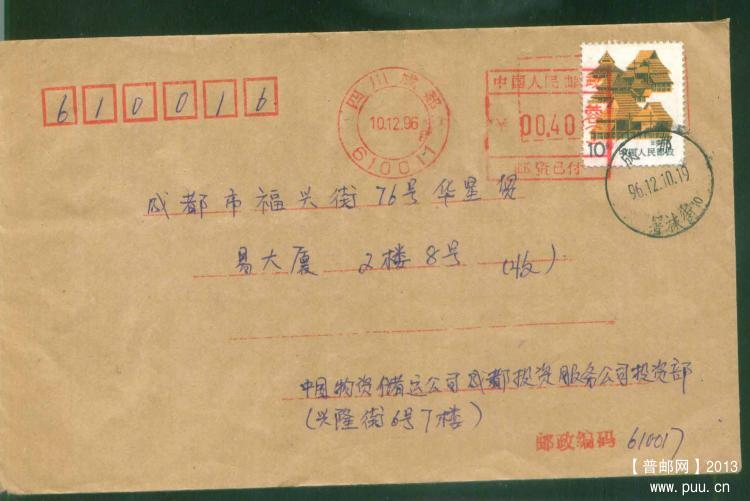 610016
四川成都
10.12.96
610017
中国人民邮政
¥ 00.40
邮资已付
10
中国人民邮政
成都
96.12.10.19
成都市福兴街76号华星贸
易大厦 2楼8号 (收)
中国物资储运公司成都投资服务公司投资部
(兴隆街6号7楼)
邮政编码 610017
【普邮网】2013
www.puu.cn